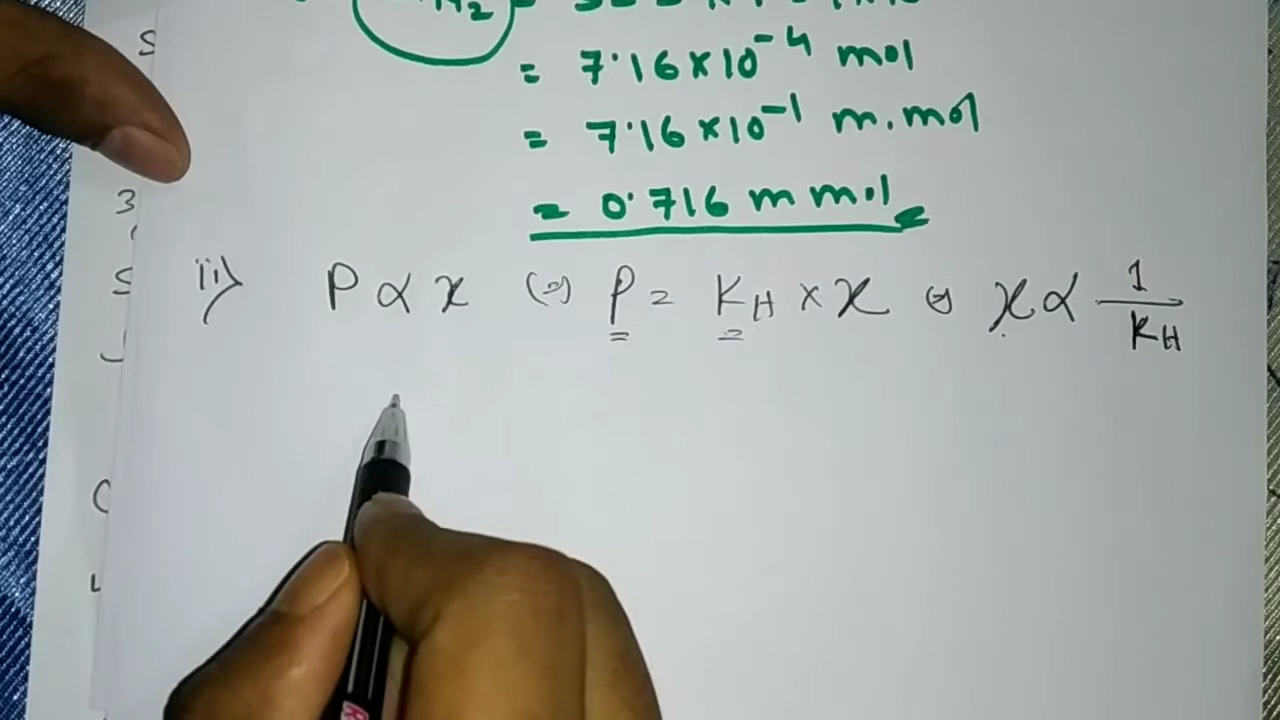 = 7.16×10⁻⁴ mol
= 7.16×10⁻¹ m.mol
= 0.716 m mol
ii) P ∝ x (or) P = K_H × x or x ∝ 1/K_H